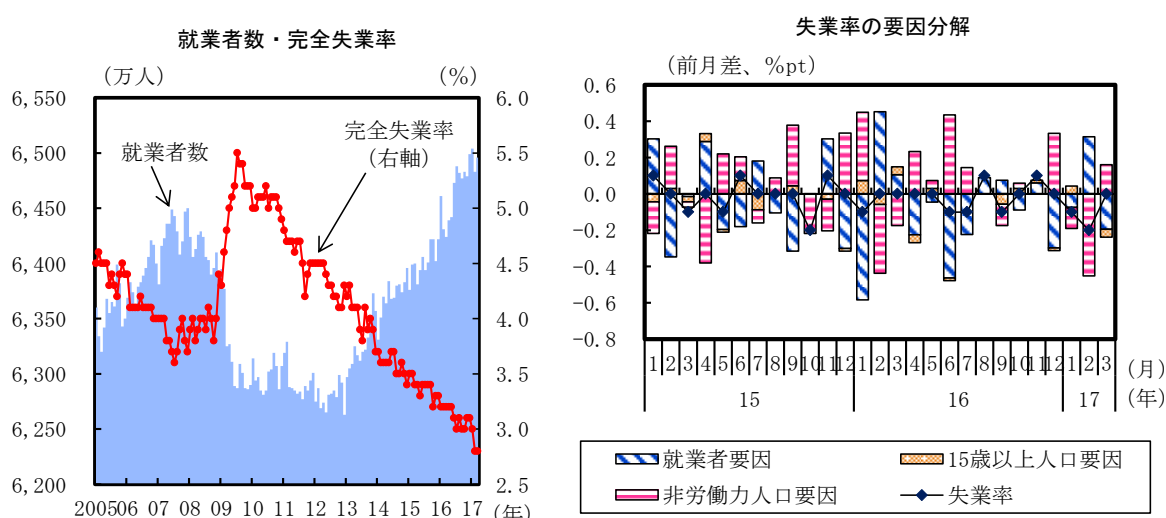 就業者数・完全失業率
（万人）
（%）
6,550
6,500
6,450
6,400
6,350
6,300
6,250
6,200
6.0
5.5
5.0
4.5
4.0
3.5
3.0
2.5
就業者数
完全失業率
（右軸）
2005 06 07 08 09 10 11 12 13 14 15 16 17
（年）
失業率の要因分解
（前月差、%pt）
0.6
0.4
0.2
0.0
−0.2
−0.4
−0.6
−0.8
1 2 3 4 5 6 7 8 9 10 11 12 1 2 3 4 5 6 7 8 9 10 11 12 1 2 3 （月）
15 16 17 （年）
就業者要因 15歳以上人口要因
非労働力人口要因 失業率